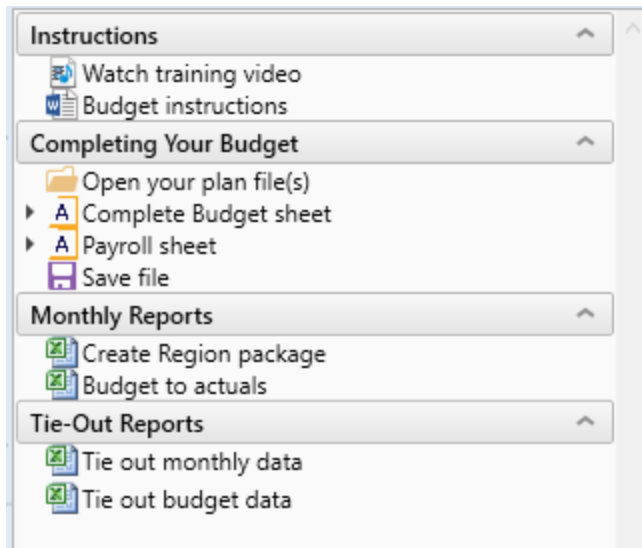 Instructions
Watch training video
Budget instructions
Completing Your Budget
Open your plan file(s)
A Complete Budget sheet
A Payroll sheet
Save file
Monthly Reports
Create Region package
Budget to actuals
Tie-Out Reports
Tie out monthly data
Tie out budget data